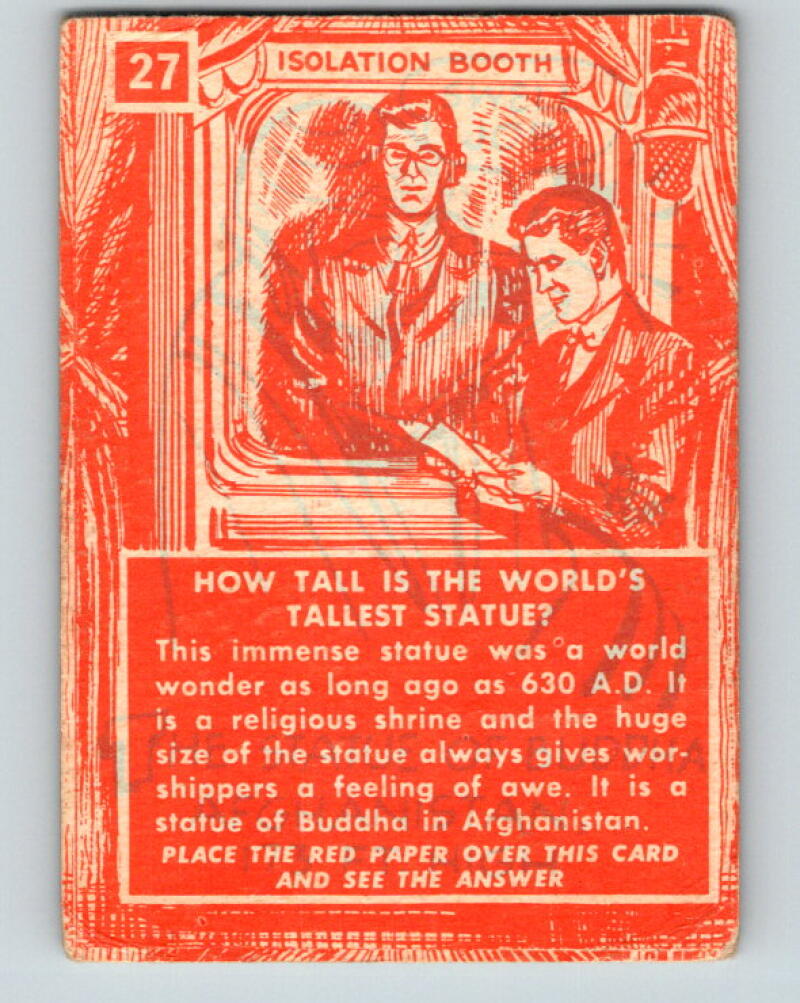 27
ISOLATION BOOTH
HOW TALL IS THE WORLD'S
TALLEST STATUE?
This immense statue was a world
wonder as long ago as 630 A.D. It
is a religious shrine and the huge
size of the statue always gives wor-
shippers a feeling of awe. It is a
statue of Buddha in Afghanistan.
PLACE THE RED PAPER OVER THIS CARD
AND SEE THE ANSWER